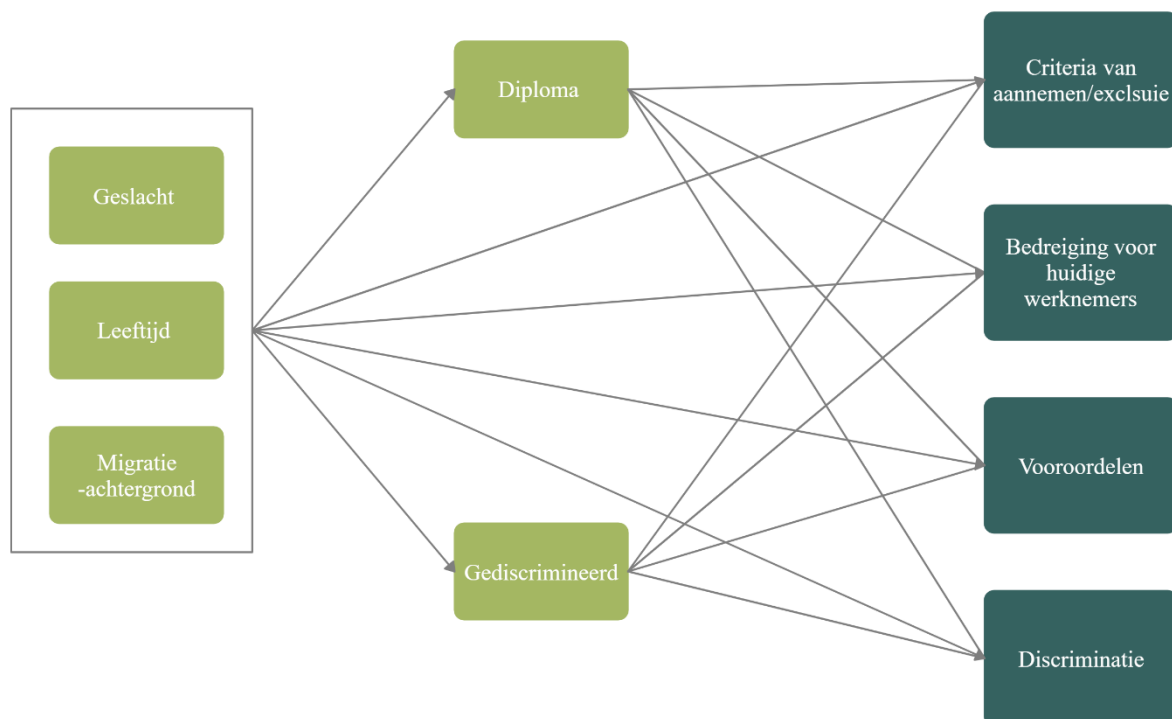 Geslacht
Leeftijd
Migratie
-achtergrond
Diploma
Gediscrimineerd
Criteria van
aannemen/exclsuie
Bedreiging voor
huidige
werknemers
Vooroordelen
Discriminatie